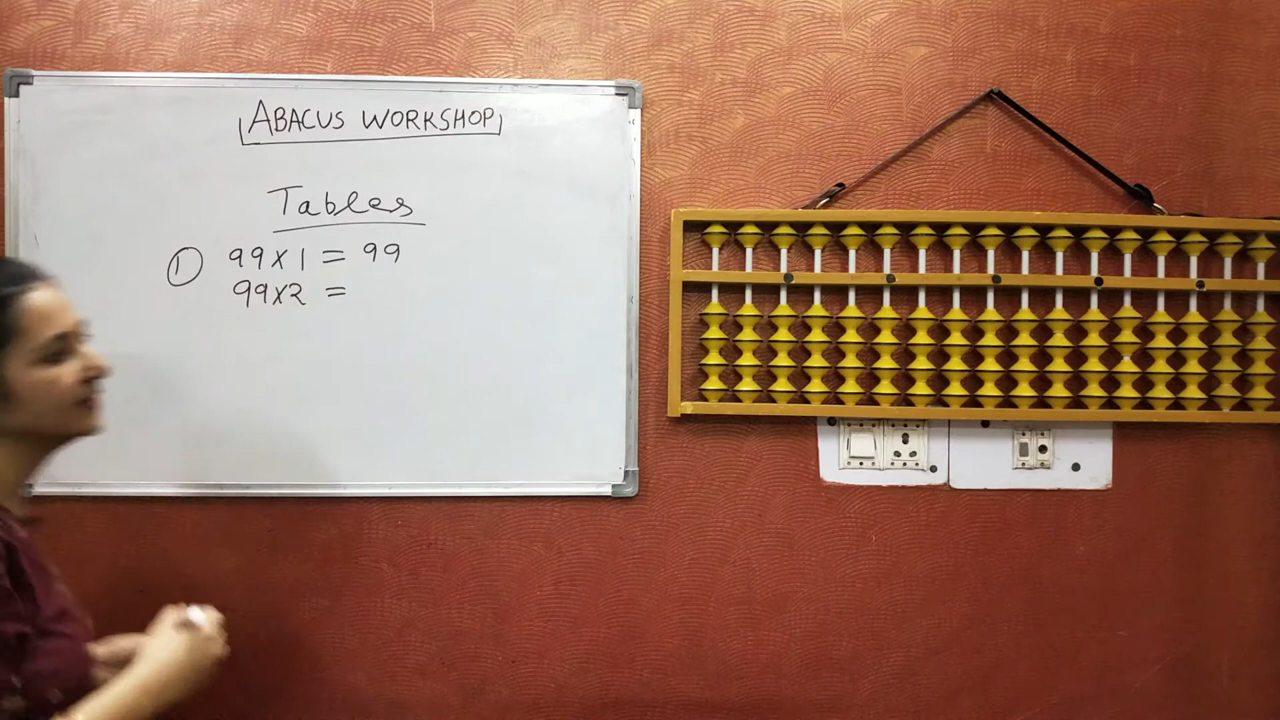 ABACUS WORKSHOP
Tables
① 99x1 = 99
99x2 =